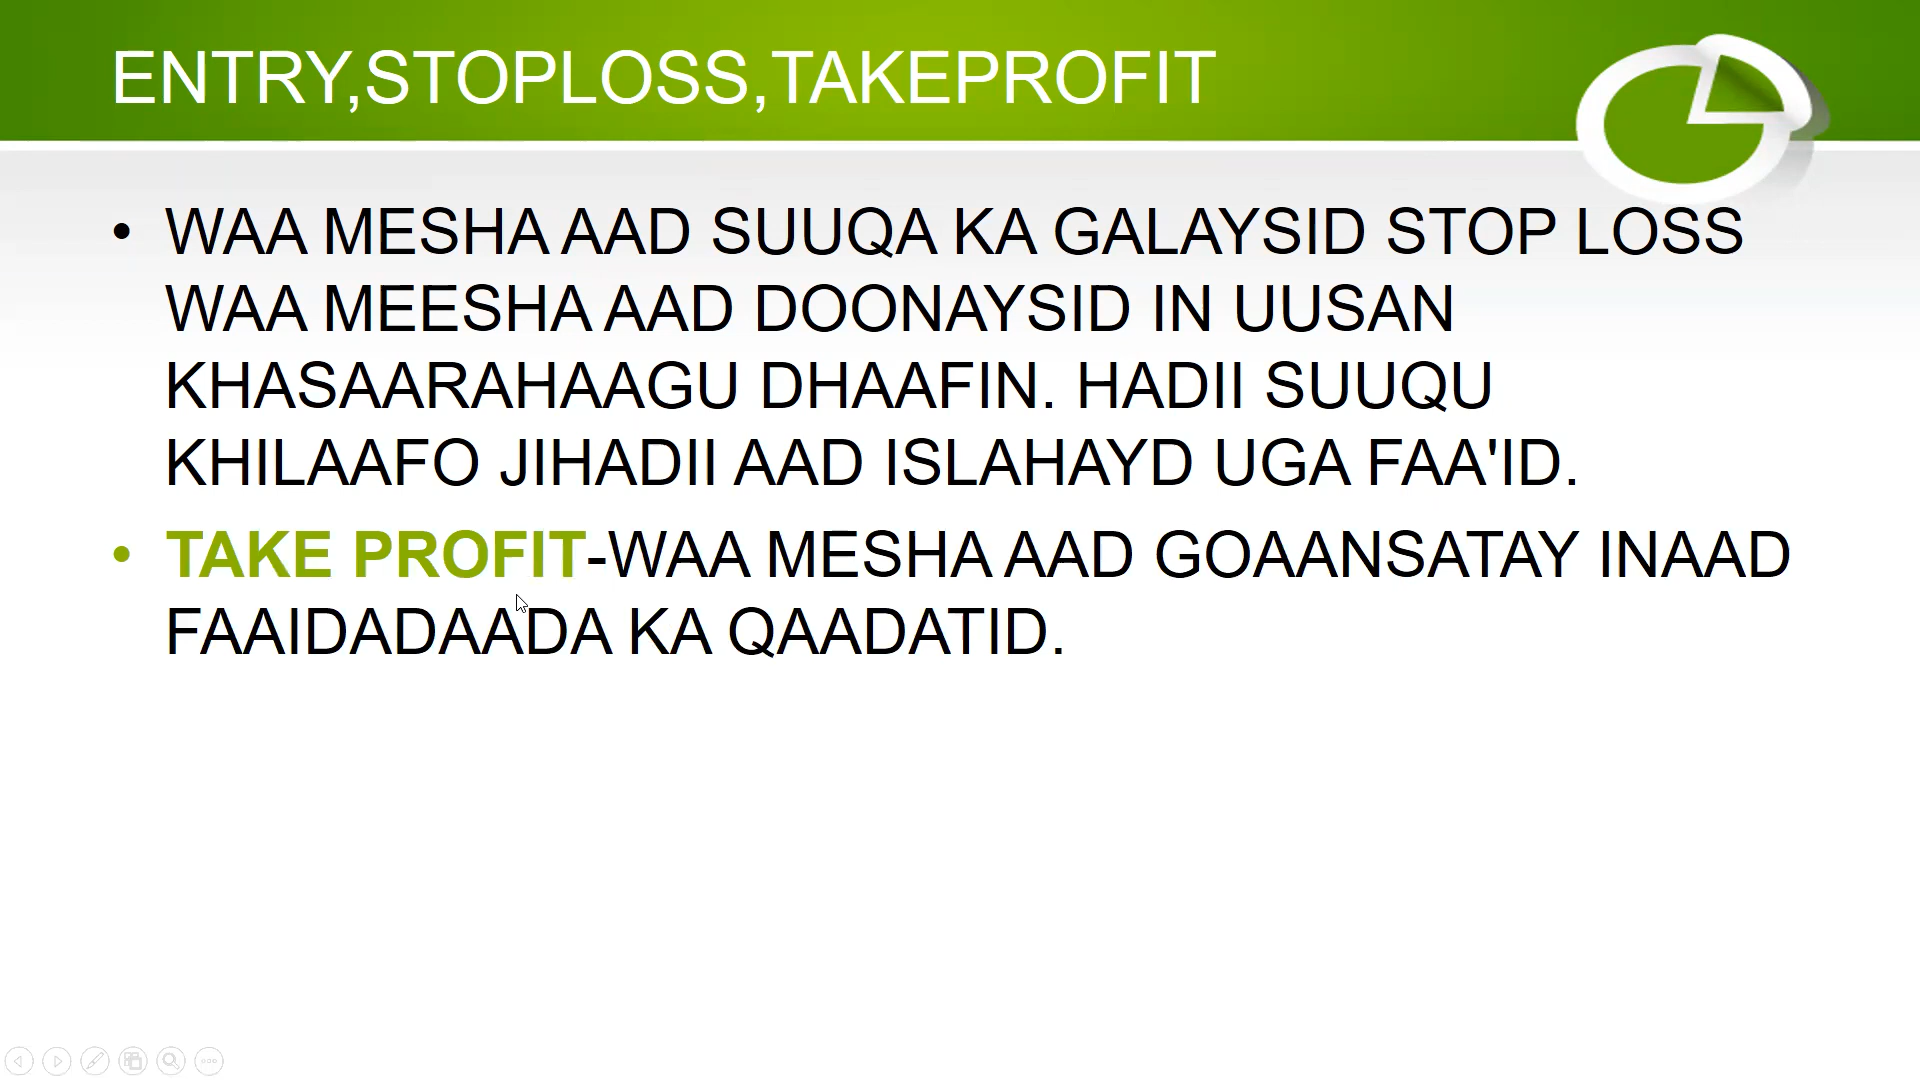 ENTRY,STOPLOSS,TAKEPROFIT
• WAA MESHA AAD SUUQA KA GALAYSID STOP LOSS
WAA MEESHA AAD DOONAYSID IN UUSAN
KHASAARAHAAGU DHAAFIN. HADII SUUQU
KHILAAFO JIHADII AAD ISLAHAYD UGA FAA'ID.
• TAKE PROFIT-WAA MESHA AAD GOAANSATAY INAAD
FAAIDADAADA KA QAADATID.